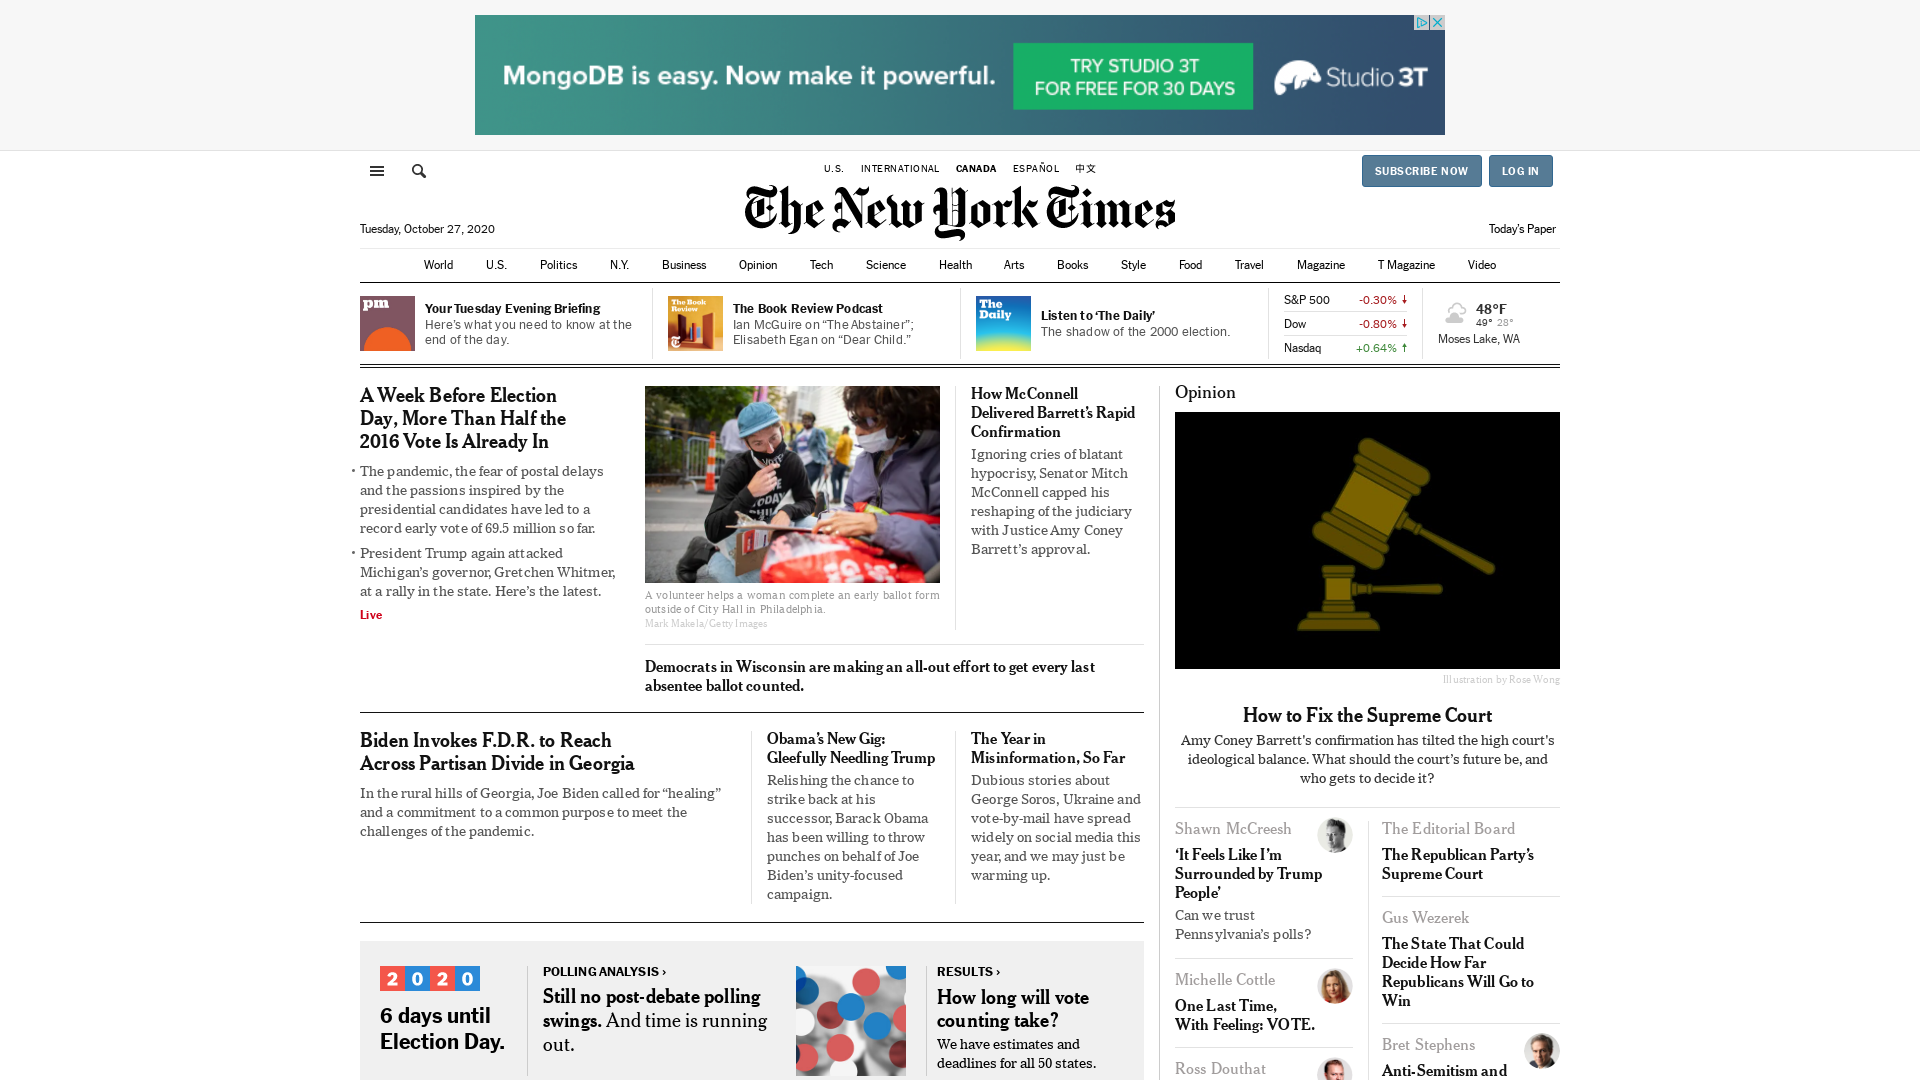 MongoDB is easy. Now make it powerful.
TRY STUDIO 3T
FOR FREE FOR 30 DAYS
Studio 3T
U.S. INTERNATIONAL CANADA ESPAÑOL 中文
SUBSCRIBE NOW LOG IN
The New York Times
Tuesday, October 27, 2020
Today's Paper
World U.S. Politics N.Y. Business Opinion Tech Science Health Arts Books Style Food Travel Magazine T Magazine Video
pm
Your Tuesday Evening Briefing
Here's what you need to know at the
end of the day.
The Book
Review
The Book Review Podcast
Ian McGuire on “The Abstainer”;
Elisabeth Egan on “Dear Child.”
The
Daily
Listen to ‘The Daily’
The shadow of the 2000 election.
S&P 500 -0.30%
Dow -0.80%
Nasdaq +0.64%
48°F
49° 28°
Moses Lake, WA
A Week Before Election
Day, More Than Half the
2016 Vote Is Already In
The pandemic, the fear of postal delays
and the passions inspired by the
presidential candidates have led to a
record early vote of 69.5 million so far.
President Trump again attacked
Michigan’s governor, Gretchen Whitmer,
at a rally in the state. Here’s the latest.
Live
A volunteer helps a woman complete an early ballot form
outside of City Hall in Philadelphia.
Mark Makela/Getty Images
How McConnell
Delivered Barrett’s Rapid
Confirmation
Ignoring cries of blatant
hypocrisy, Senator Mitch
McConnell capped his
reshaping of the judiciary
with Justice Amy Coney
Barrett’s approval.
Democrats in Wisconsin are making an all-out effort to get every last
absentee ballot counted.
Biden Invokes F.D.R. to Reach
Across Partisan Divide in Georgia
In the rural hills of Georgia, Joe Biden called for “healing”
and a commitment to a common purpose to meet the
challenges of the pandemic.
Obama’s New Gig:
Gleefully Needling Trump
Relishing the chance to
strike back at his
successor, Barack Obama
has been willing to throw
punches on behalf of Joe
Biden’s unity-focused
campaign.
The Year in
Misinformation, So Far
Dubious stories about
George Soros, Ukraine and
vote-by-mail have spread
widely on social media this
year, and we may just be
warming up.
2020
6 days until
Election Day.
POLLING ANALYSIS ›
Still no post-debate polling
swings. And time is running
out.
RESULTS ›
How long will vote
counting take?
We have estimates and
deadlines for all 50 states.
Opinion
Illustration by Rose Wong
How to Fix the Supreme Court
Amy Coney Barrett's confirmation has tilted the high court's
ideological balance. What should the court’s future be, and
who gets to decide it?
Shawn McCreesh
‘It Feels Like I’m
Surrounded by Trump
People’
Can we trust
Pennsylvania’s polls?
Michelle Cottle
One Last Time,
With Feeling: VOTE.
Ross Douthat
The Editorial Board
The Republican Party’s
Supreme Court
Gus Wezerek
The State That Could
Decide How Far
Republicans Will Go to
Win
Bret Stephens
Anti-Semitism and